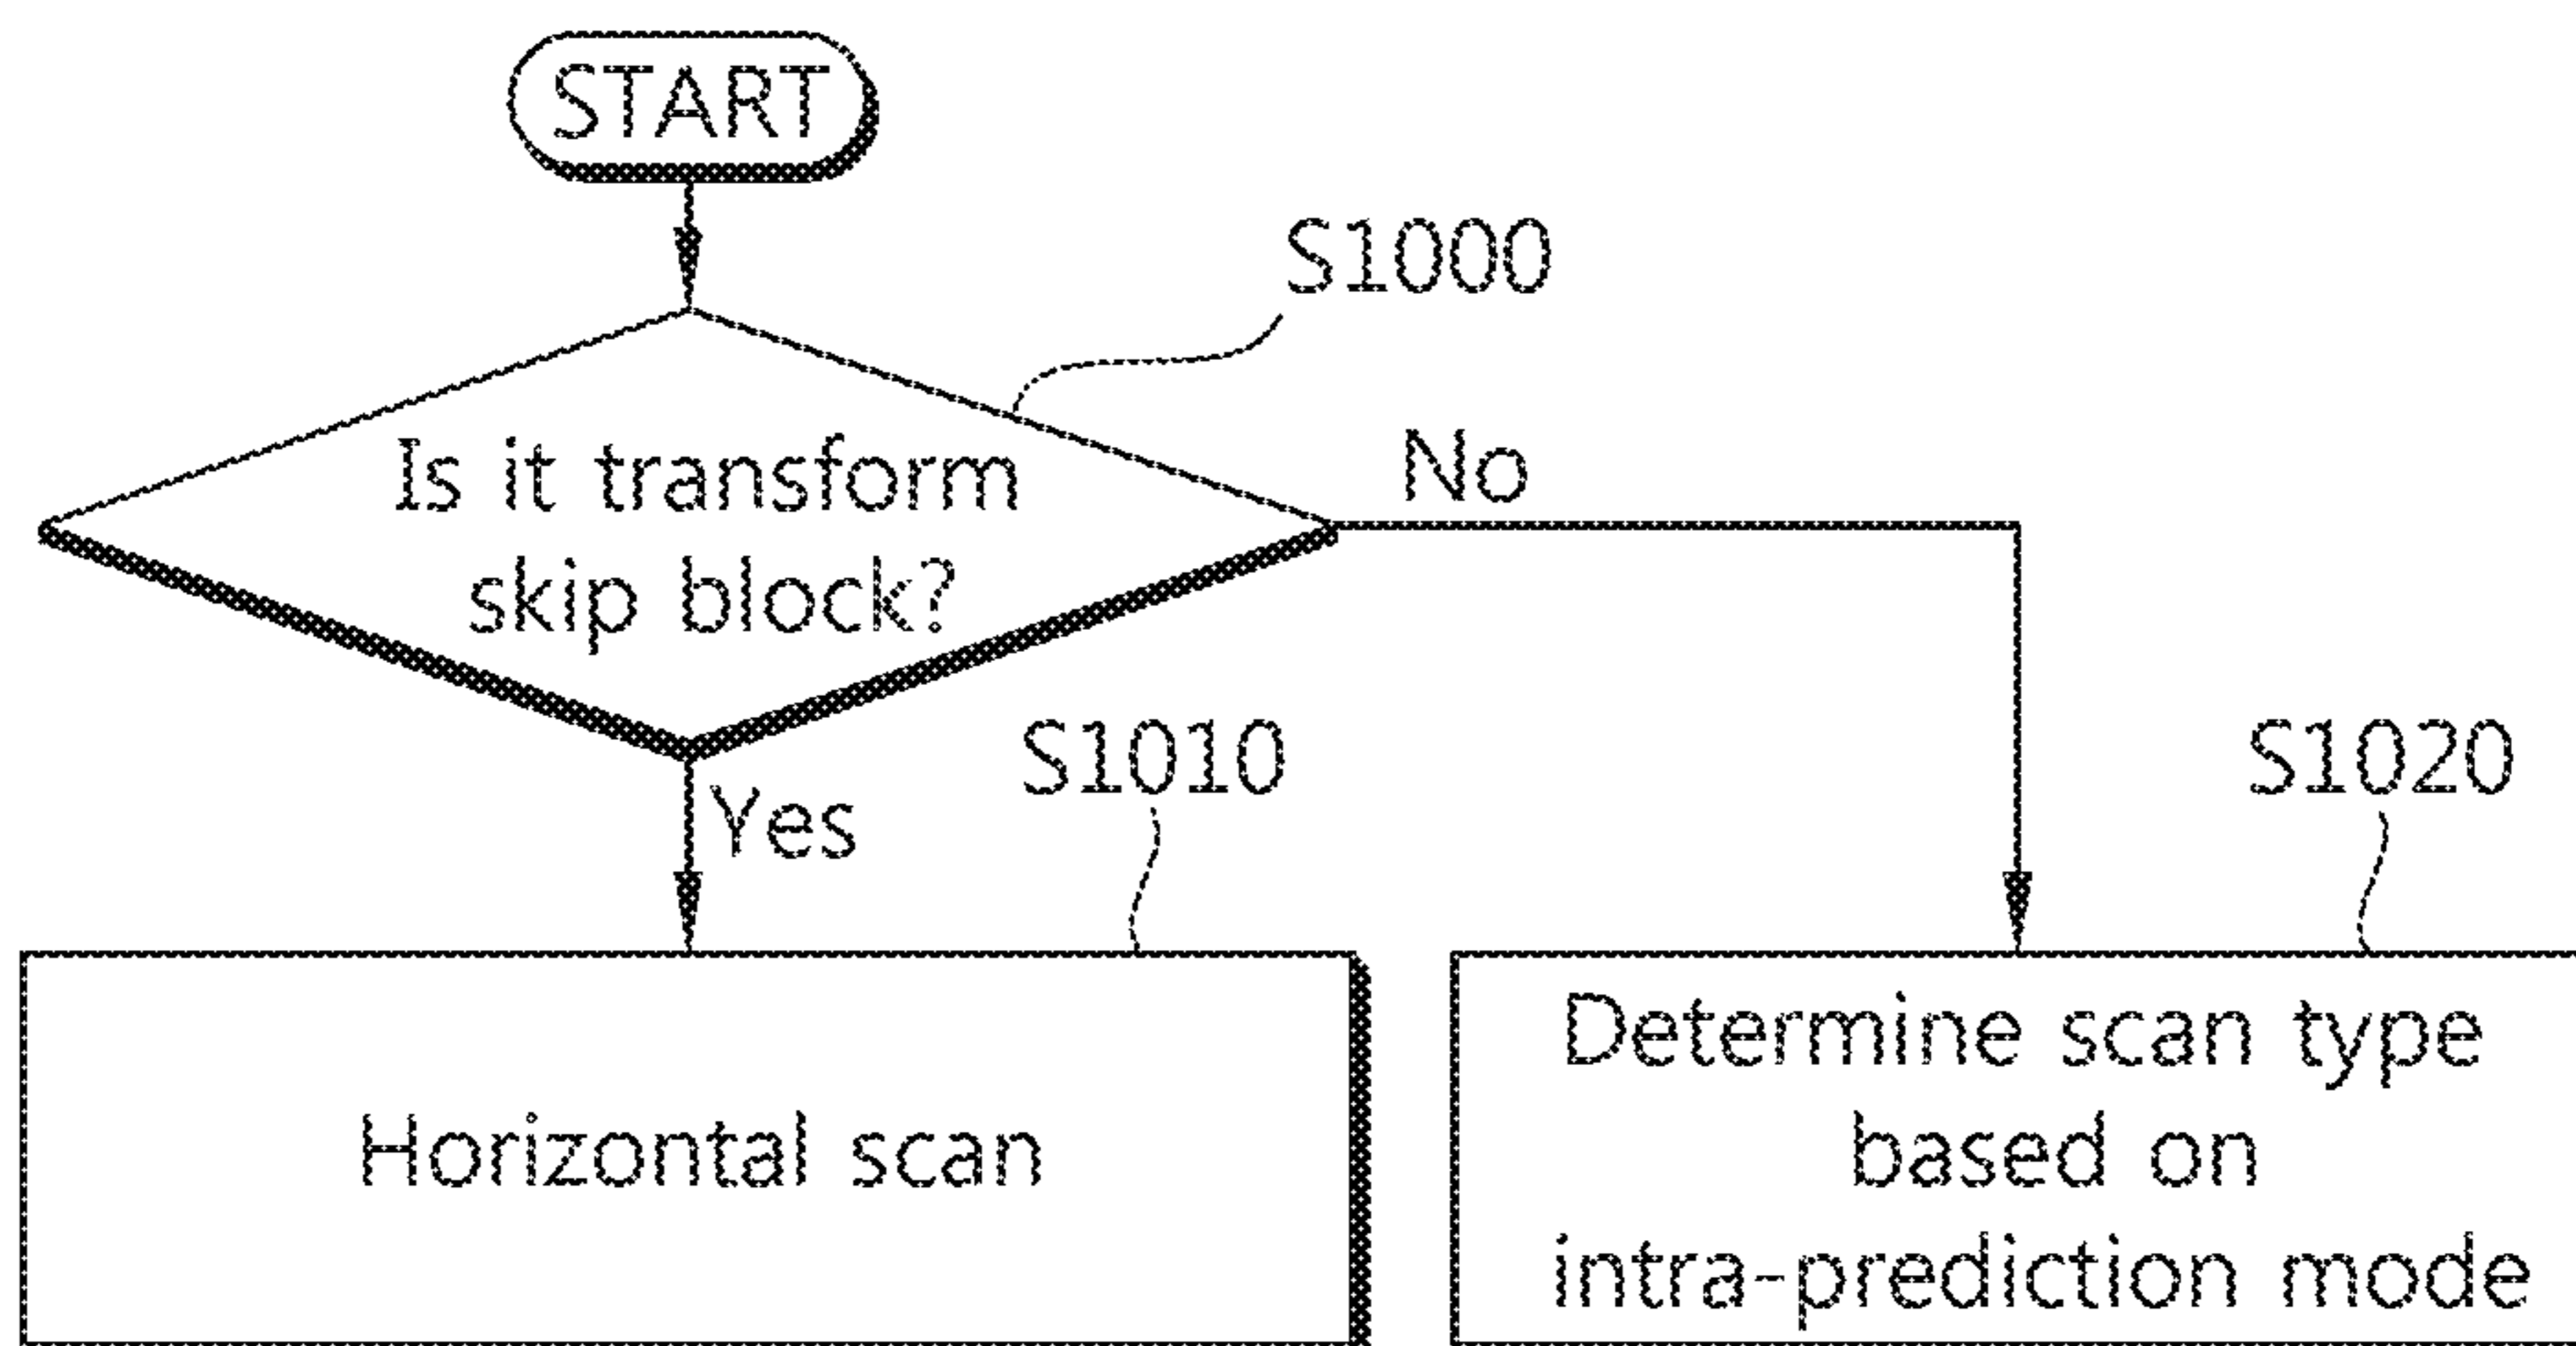 START
S1000
Is it transform
skip block?
No
Yes
S1010
S1020
Horizontal scan
Determine scan type
based on
intra-prediction mode